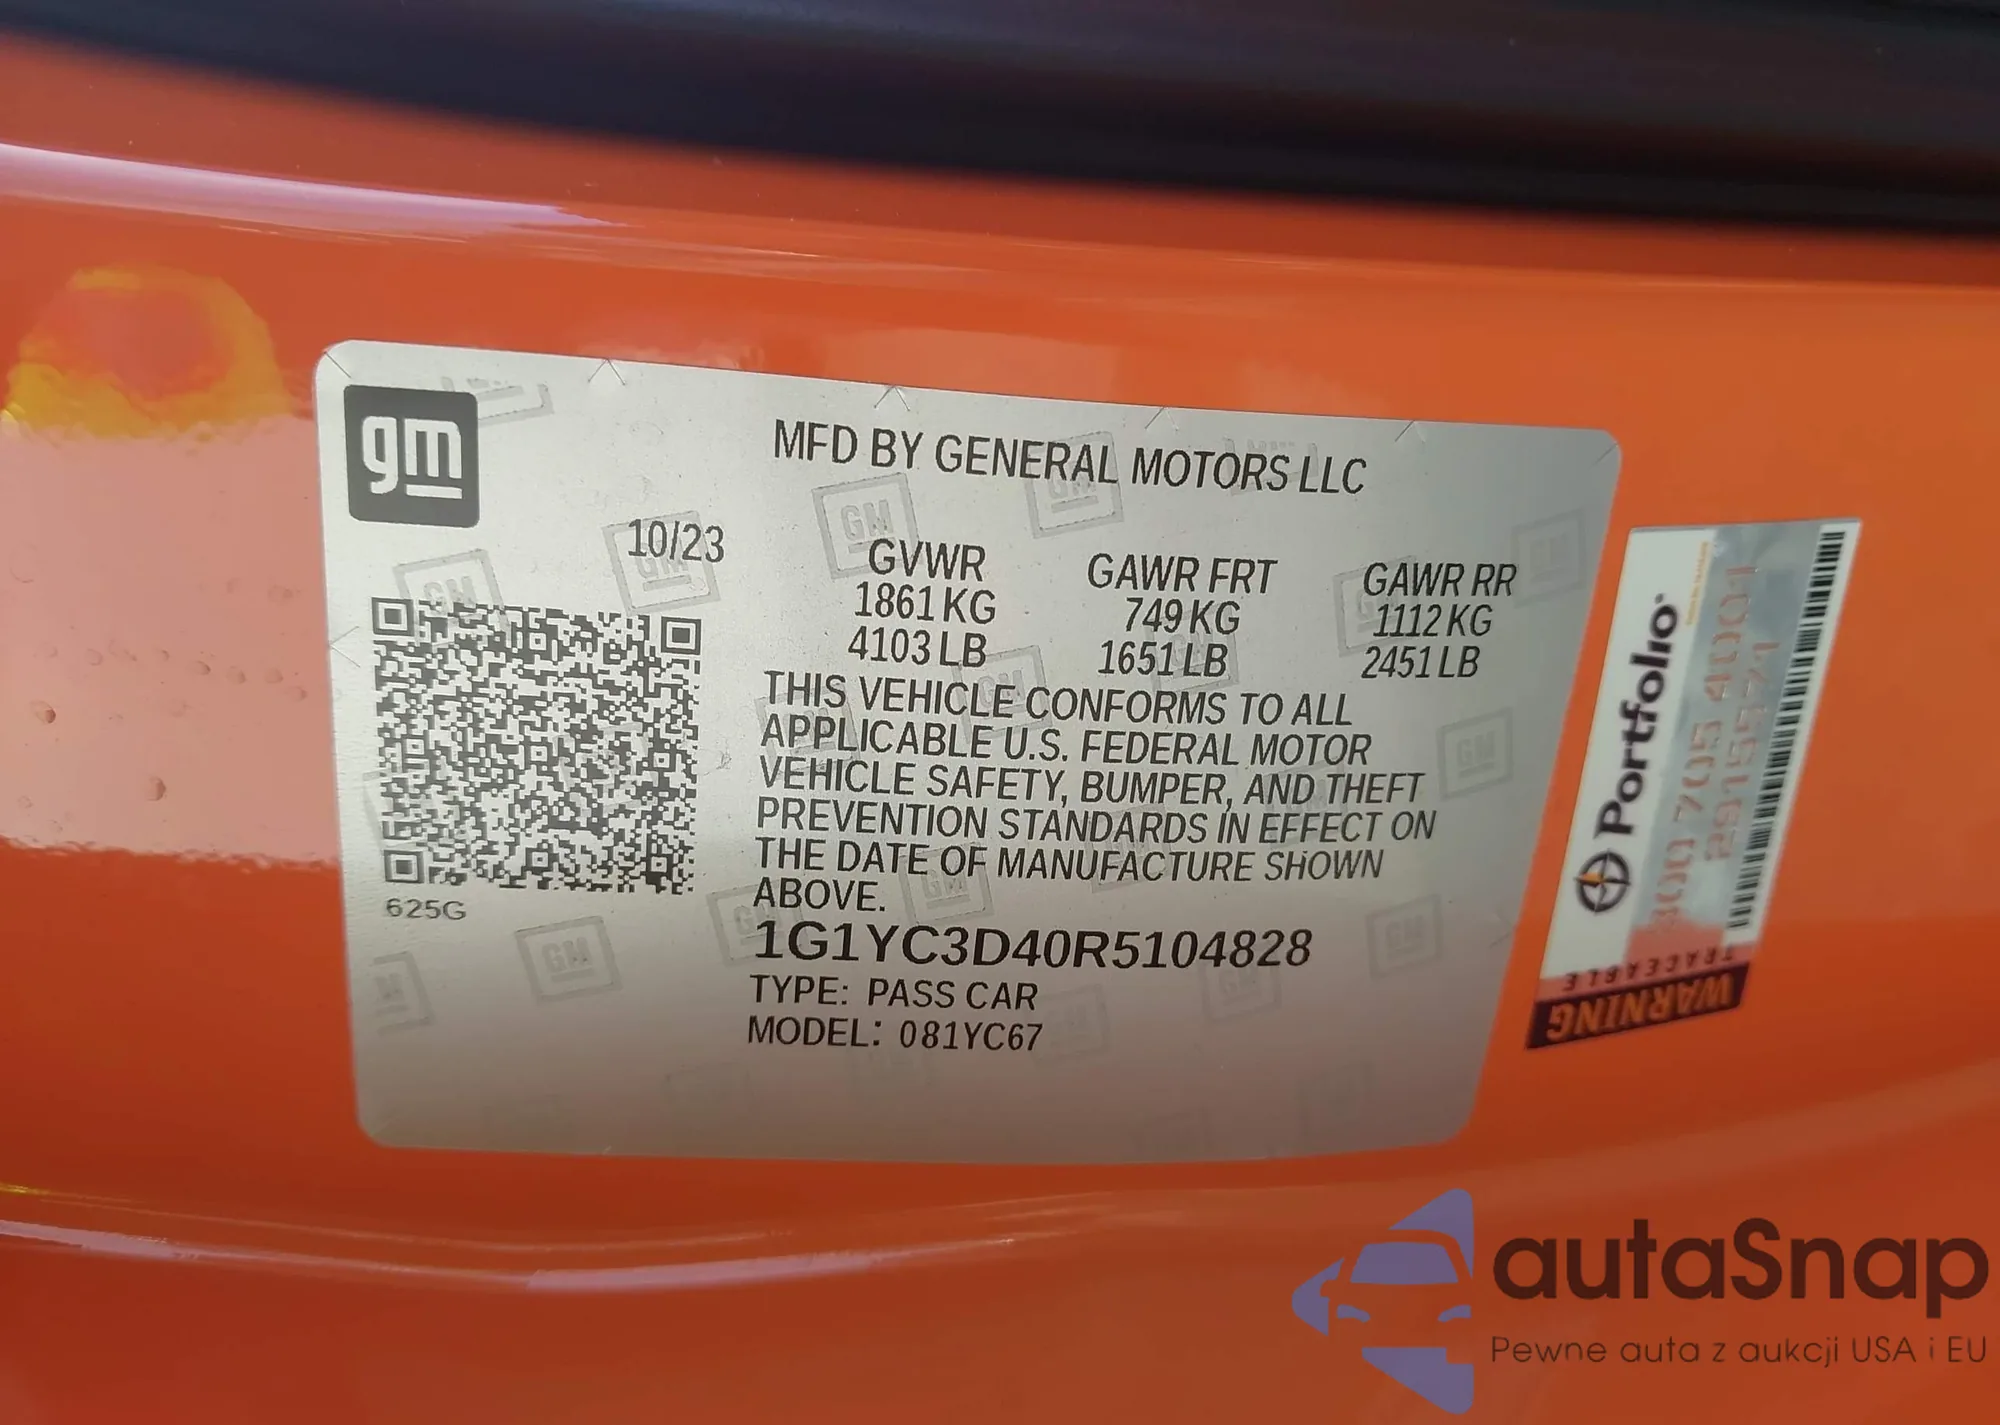 gm
MFD BY GENERAL MOTORS LLC
10/23
GVWR
1861 KG
4103 LB
GAWR FRT
749 KG
1651 LB
GAWR RR
1112 KG
2451 LB
THIS VEHICLE CONFORMS TO ALL
APPLICABLE U.S. FEDERAL MOTOR
VEHICLE SAFETY, BUMPER, AND THEFT
PREVENTION STANDARDS IN EFFECT ON
THE DATE OF MANUFACTURE SHOWN
ABOVE.
625G
1G1YC3D40R5104828
TYPE: PASS CAR
MODEL: 081YC67
Portfolio
800 705 4001
WARNING
TRACEABLE
autaSnap
Pewne auta z aukcji USA i EU